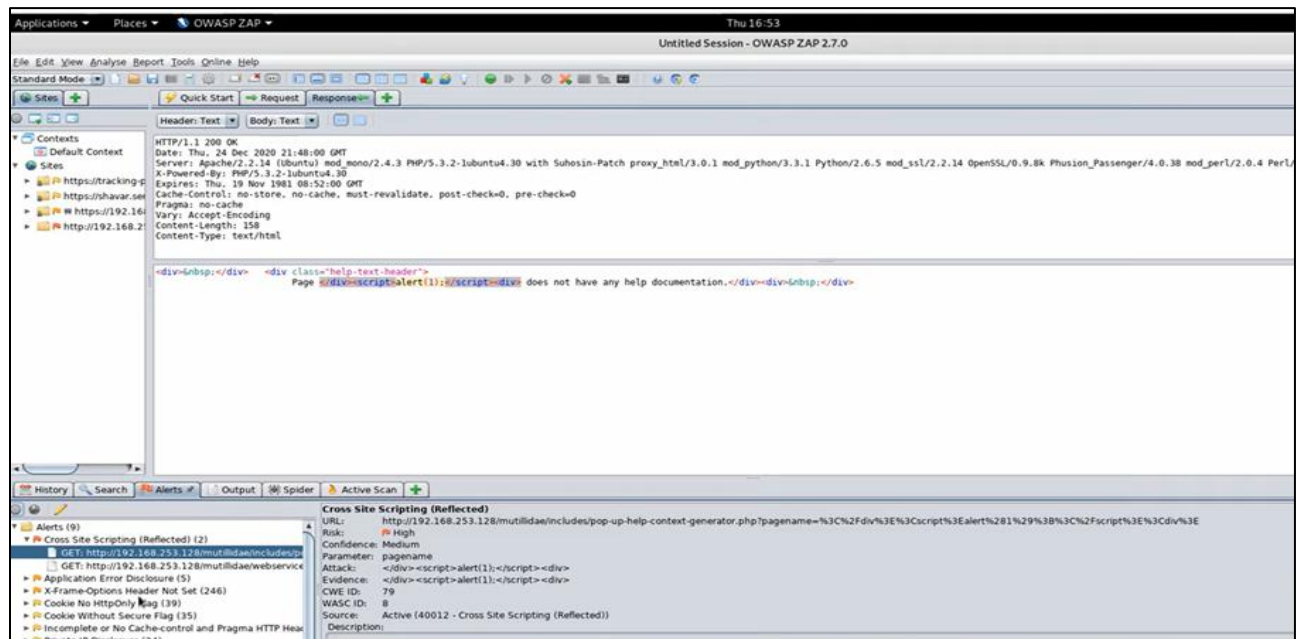 Applications Places OWASP ZAP Thu 16:53
Untitled Session - OWASP ZAP 2.7.0
File Edit View Analyse Report Tools Online Help
Standard Mode
Sites Quick Start Request Response
Header: Text Body: Text
Contexts
Default Context
Sites
https://tracking-p
https://shavar.ser
https://192.16
http://192.168.2
HTTP/1.1 200 OK
Date: Thu, 24 Dec 2020 21:48:00 GMT
Server: Apache/2.2.14 (Ubuntu) mod_mono/2.4.3 PHP/5.3.2-1ubuntu4.30 with Suhosin-Patch proxy_html/3.0.1 mod_python/3.3.1 Python/2.6.5 mod_ssl/2.2.14 OpenSSL/0.9.8k Phusion_Passenger/4.0.38 mod_perl/2.0.4 Perl/
X-Powered-By: PHP/5.3.2-1ubuntu4.30
Expires: Thu, 19 Nov 1981 08:52:00 GMT
Cache-Control: no-store, no-cache, must-revalidate, post-check=0, pre-check=0
Pragma: no-cache
Vary: Accept-Encoding
Content-Length: 158
Content-Type: text/html
<div>&nbsp;</div> <div class="help-text-header">
Page </div><script>alert(1);</script><div> does not have any help documentation.</div><div>&nbsp;</div>
History Search Alerts Output Spider Active Scan
Alerts (9)
Cross Site Scripting (Reflected) (2)
GET: http://192.168.253.128/mutillidae/includes/p
GET: http://192.168.253.128/mutillidae/webservice
Application Error Disclosure (5)
X-Frame-Options Header Not Set (246)
Cookie No HttpOnly Flag (39)
Cookie Without Secure Flag (35)
Incomplete or No Cache-control and Pragma HTTP Head
Cross Site Scripting (Reflected)
URL: http://192.168.253.128/mutillidae/includes/pop-up-help-context-generator.php?pagename=%3C%2Fdiv%3E%3Cscript%3Ealert%281%29%3B%3C%2Fscript%3E%3Cdiv%3E
Risk: High
Confidence: Medium
Parameter: pagename
Attack: </div><script>alert(1);</script><div>
Evidence: </div><script>alert(1);</script><div>
CWE ID: 79
WASC ID: 8
Source: Active (40012 - Cross Site Scripting (Reflected))
Description: